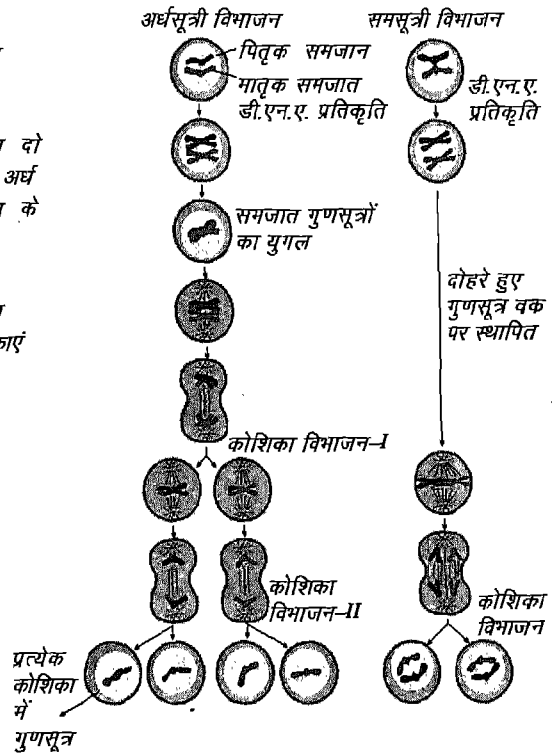 अर्धसूत्री विभाजन
समसूत्री विभाजन
पितृक समजान
मातृक समजात
डी.एन.ए. प्रतिकृति
डी.एन.ए.
प्रतिकृति
दो
अर्ध
के
समजात गुणसूत्रों
का युगल
दोहरे हुए
गुणसूत्र वक
पर स्थापित
काएं
कोशिका विभाजन–I
कोशिका
विभाजन–II
कोशिका
विभाजन
प्रत्येक
कोशिका
में
गुणसूत्र